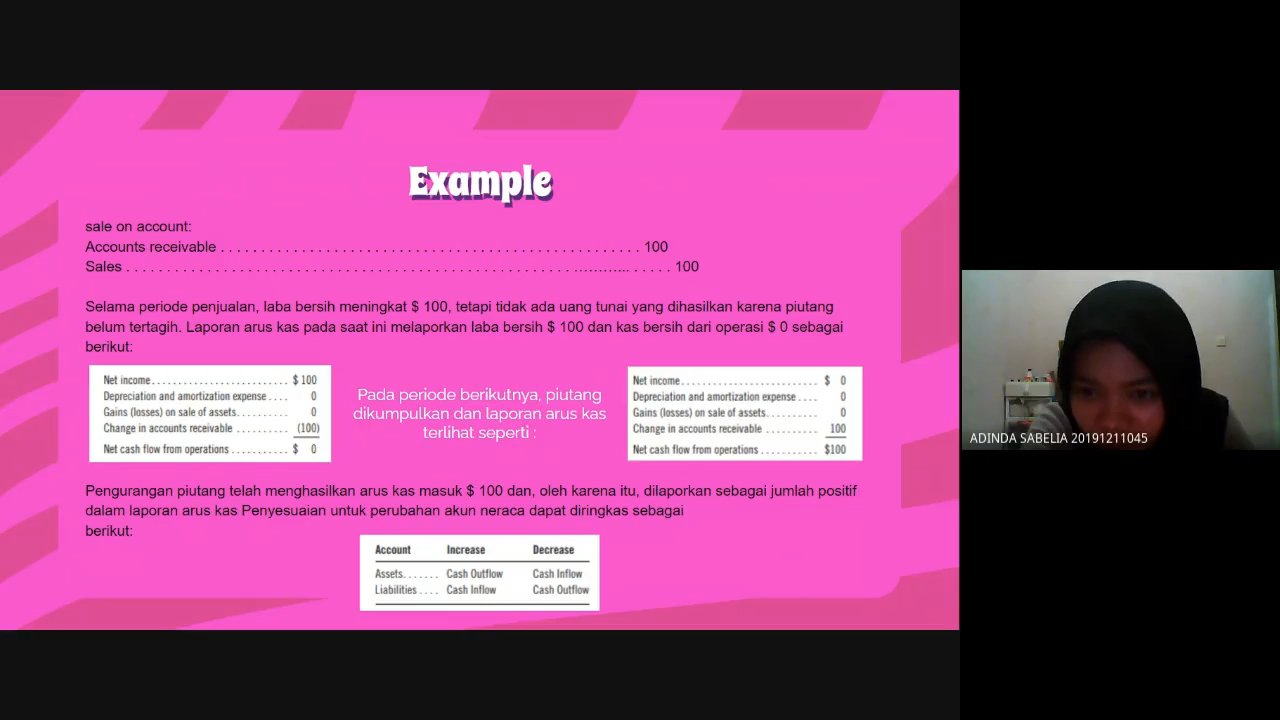 Example
sale on account:
Accounts receivable . . . . . . . . . . . . . . . . . . . . . . . . . . . . . . . . . . . . . . . . . . . . . . . . . . . . 100
Sales . . . . . . . . . . . . . . . . . . . . . . . . . . . . . . . . . . . . . . . . . . . . . . . . . . . . . . . ........... . . . . . 100
Selama periode penjualan, laba bersih meningkat $ 100, tetapi tidak ada uang tunai yang dihasilkan karena piutang
belum tertagih. Laporan arus kas pada saat ini melaporkan laba bersih $ 100 dan kas bersih dari operasi $ 0 sebagai
berikut:
Net income . . . . . . . . . . . . . . . . . . . . . . . . . . $ 100
Depreciation and amortization expense . . . . 0
Gains (losses) on sale of assets. . . . . . . . . . 0
Change in accounts receivable . . . . . . . . . . (100)
Net cash flow from operations . . . . . . . . . . . $ 0
Pada periode berikutnya, piutang
dikumpulkan dan laporan arus kas
terlihat seperti :
Net income . . . . . . . . . . . . . . . . . . . . . . . . . . $ 0
Depreciation and amortization expense . . . . 0
Gains (losses) on sale of assets. . . . . . . . . . 0
Change in accounts receivable . . . . . . . . . . 100
Net cash flow from operations . . . . . . . . . . . $100
Pengurangan piutang telah menghasilkan arus kas masuk $ 100 dan, oleh karena itu, dilaporkan sebagai jumlah positif
dalam laporan arus kas Penyesuaian untuk perubahan akun neraca dapat diringkas sebagai
berikut:
Account Increase Decrease
Assets. . . . . . . Cash Outflow Cash Inflow
Liabilities . . . . Cash Inflow Cash Outflow
ADINDA SABELIA 20191211045